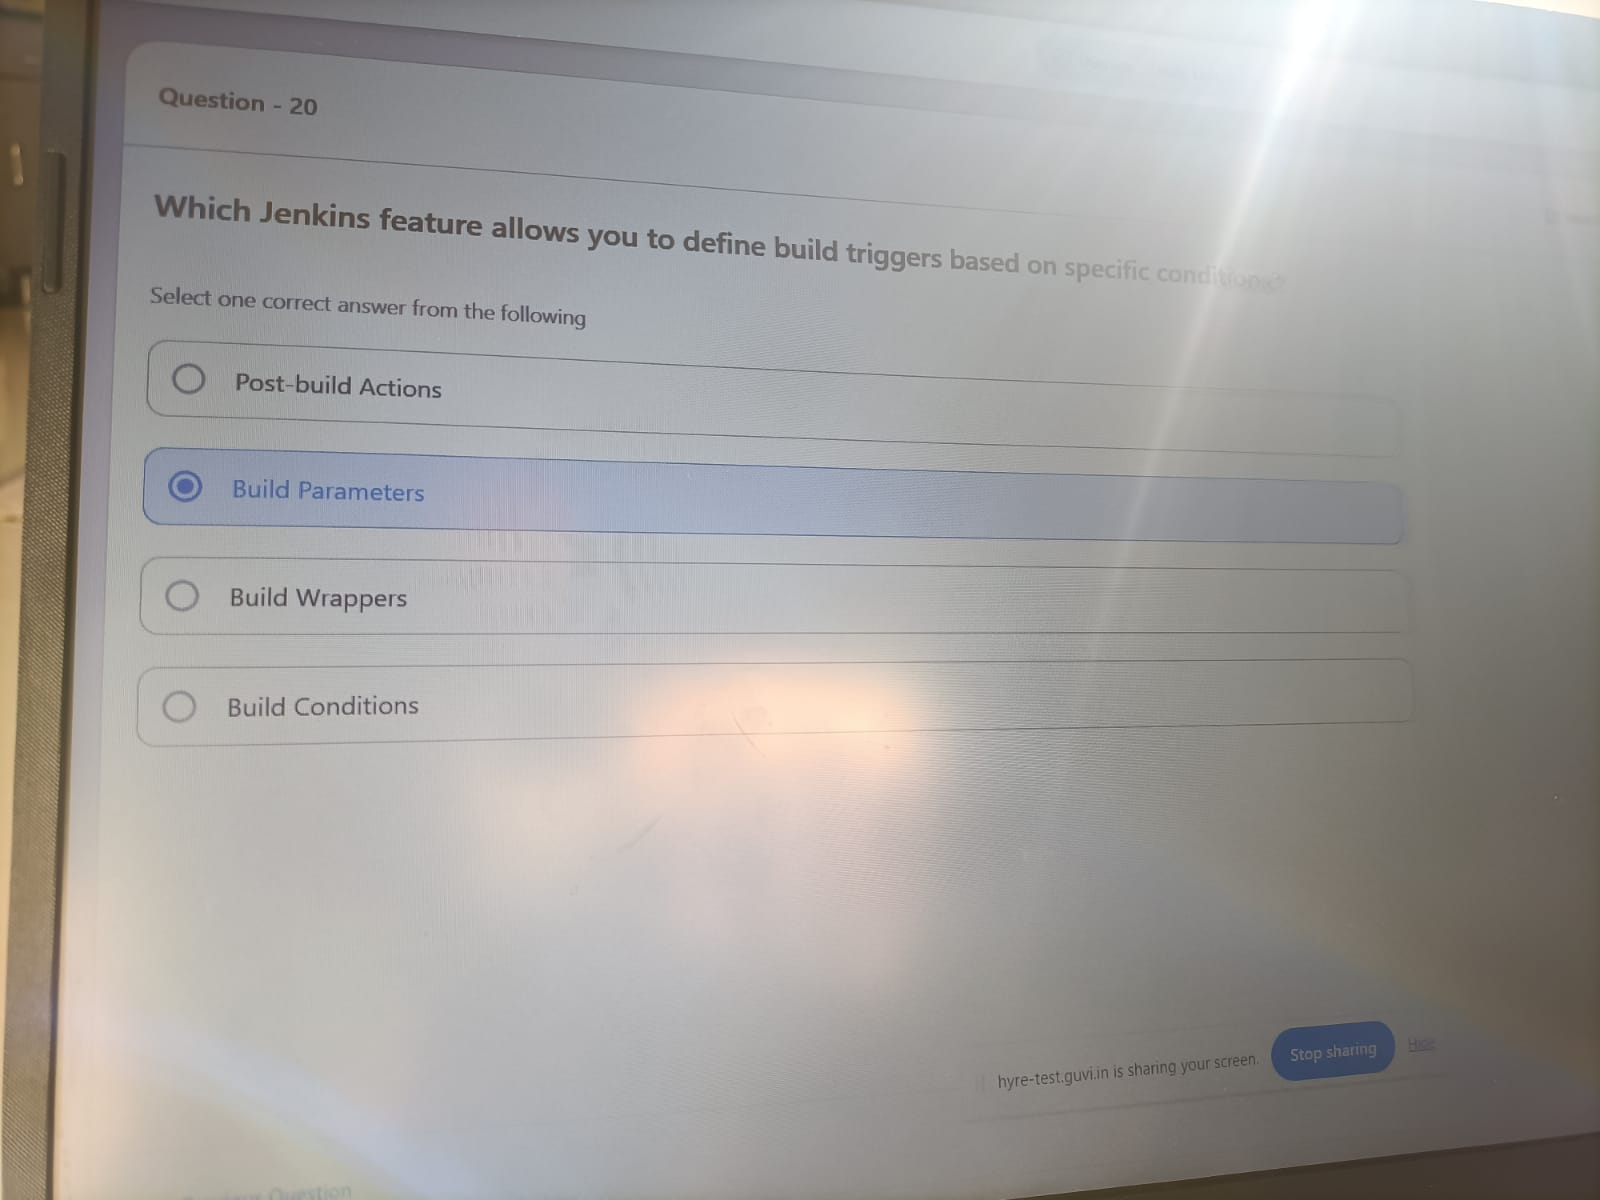 Question - 20
Which Jenkins feature allows you to define build triggers based on specific conditions?
Select one correct answer from the following
Post-build Actions
Build Parameters
Build Wrappers
Build Conditions
hyre-test.guvi.in is sharing your screen.
Stop sharing
Hide
Previous Question